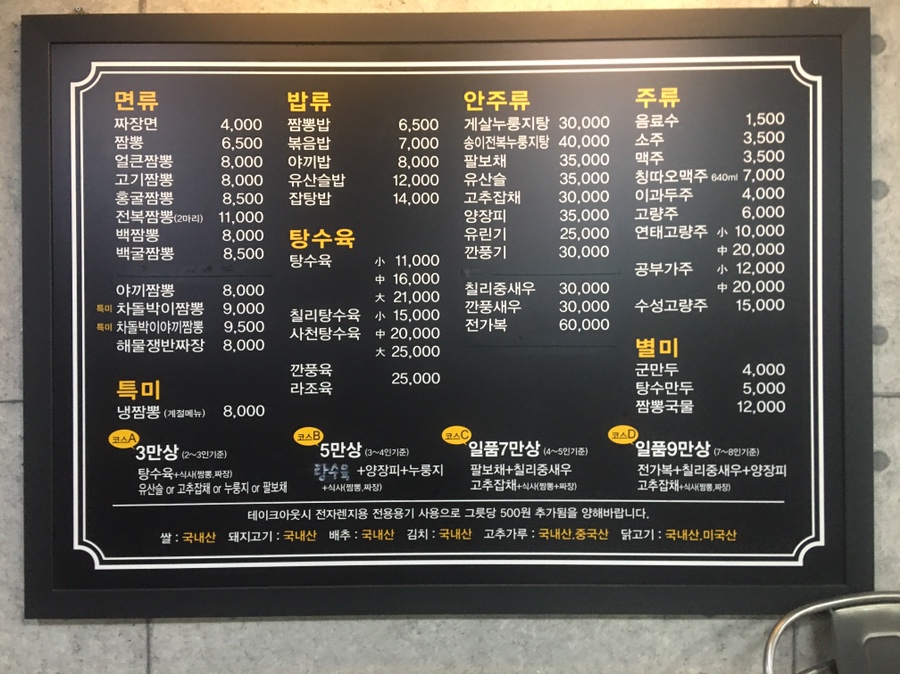 면류
짜장면 4,000
짬뽕 6,500
얼큰짬뽕 8,000
고기짬뽕 8,000
홍굴짬뽕 8,500
전복짬뽕(2마리) 11,000
백짬뽕 8,000
백굴짬뽕 8,500
야끼짬뽕 8,000
특미 차돌박이짬뽕 9,000
특미 차돌박이야끼짬뽕 9,500
해물쟁반짜장 8,000
특미
냉짬뽕 (계절메뉴) 8,000
밥류
짬뽕밥 6,500
볶음밥 7,000
야끼밥 8,000
유산슬밥 12,000
잡탕밥 14,000
탕수육
탕수육 小 11,000
中 16,000
大 21,000
칠리탕수육 小 15,000
사천탕수육 中 20,000
大 25,000
깐풍육
라조육 25,000
안주류
게살누룽지탕 30,000
송이전복누룽지탕 40,000
팔보채 35,000
유산슬 35,000
고추잡채 30,000
양장피 35,000
유린기 25,000
깐풍기 30,000
칠리중새우 30,000
깐풍새우 30,000
전가복 60,000
주류
음료수 1,500
소주 3,500
맥주 3,500
칭따오맥주 640ml 7,000
이과두주 4,000
고량주 6,000
연태고량주 小 10,000
中 20,000
공부가주 小 12,000
中 20,000
수성고량주 15,000
별미
군만두 4,000
탕수만두 5,000
짬뽕국물 12,000
코스A 3만상 (2~3인기준)
탕수육+식사(짬뽕,짜장)
유산슬 or 고추잡채 or 누룽지 or 팔보채
코스B 5만상 (3~4인기준)
탕수육 +양장피+누룽지
+식사(짬뽕,짜장)
코스C 일품7만상 (4~5인기준)
팔보채+칠리중새우
고추잡채+식사(짬뽕+짜장)
코스D 일품9만상 (7~8인기준)
전가복+칠리중새우+양장피
고추잡채+식사(짬뽕,짜장)
테이크아웃시 전자렌지용 전용용기 사용으로 그릇당 500원 추가됨을 양해바랍니다.
쌀 : 국내산 돼지고기 : 국내산 배추 : 국내산 김치 : 국내산 고추가루 : 국내산,중국산 닭고기 : 국내산,미국산